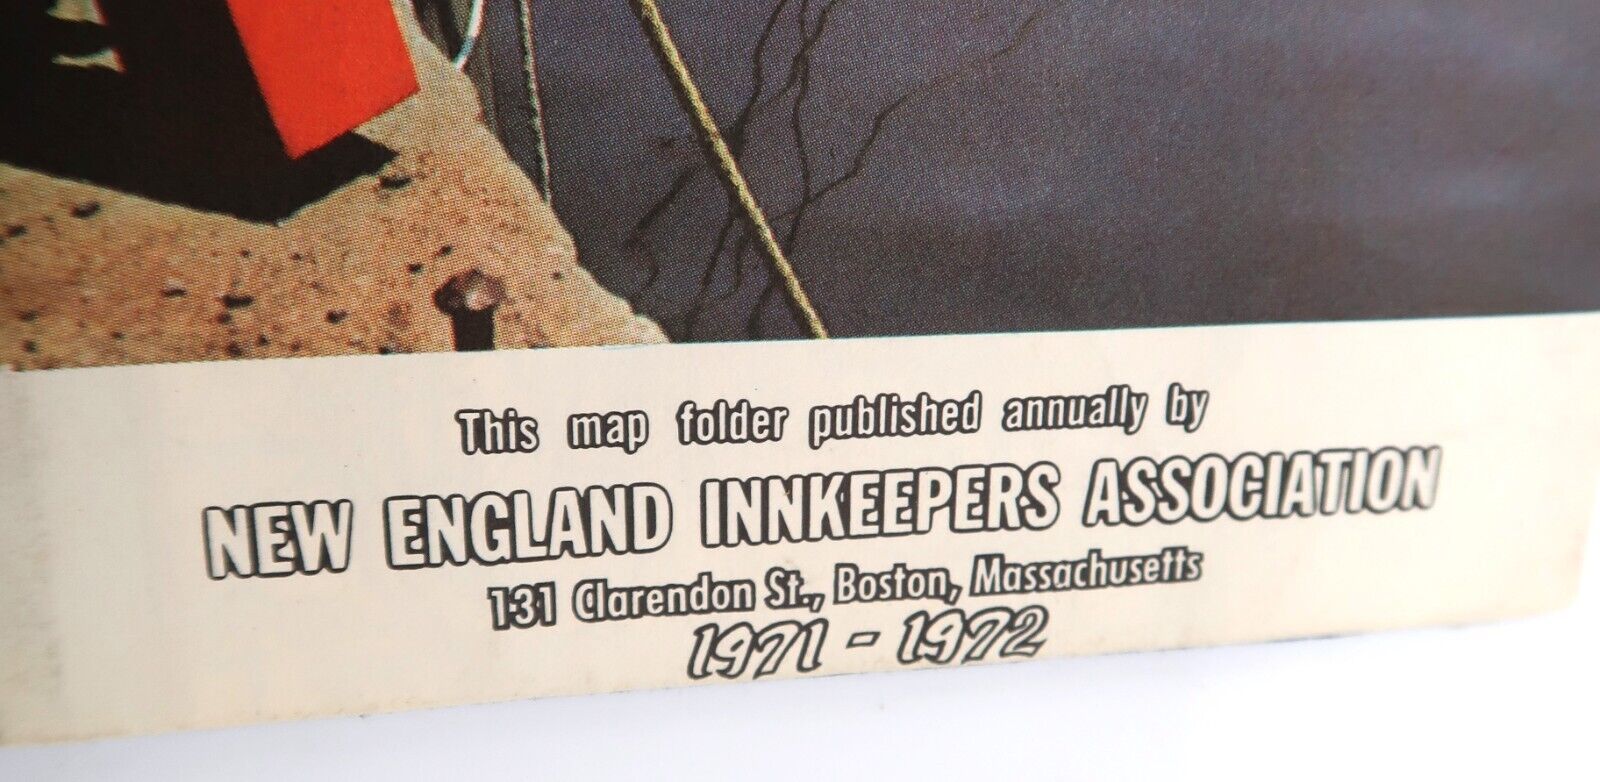 This map folder published annually by
NEW ENGLAND INNKEEPERS ASSOCIATION
131 Clarendon St., Boston, Massachusetts
1971 - 1972